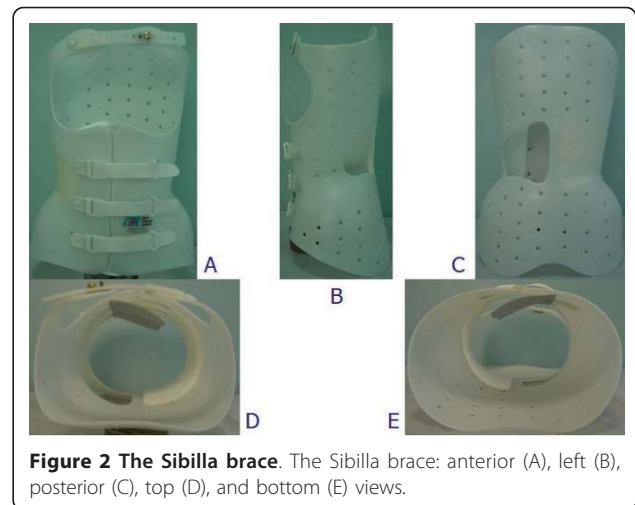 A
B
C
D
E
Figure 2 The Sibilla brace. The Sibilla brace: anterior (A), left (B),
posterior (C), top (D), and bottom (E) views.